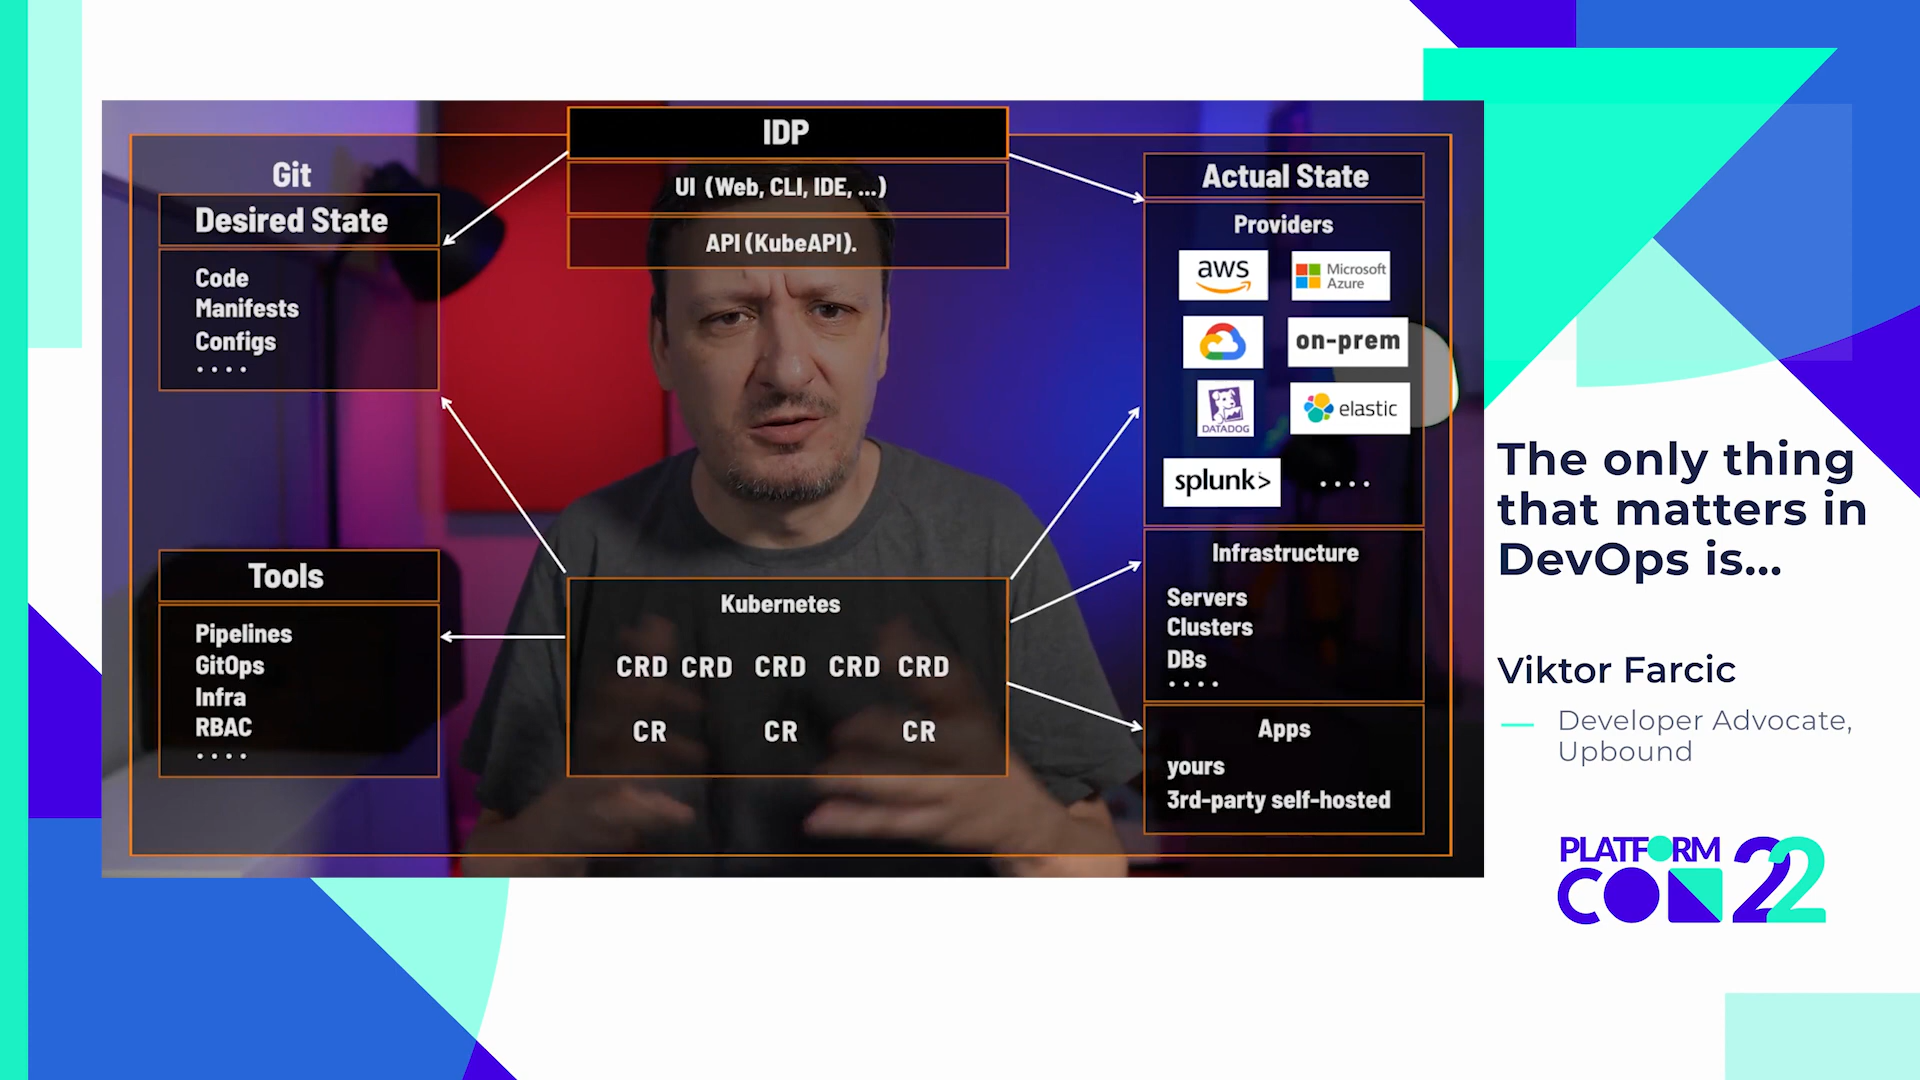 IDP
UI (Web, CLI, IDE, ...)
API (KubeAPI).
Git
Desired State
Code
Manifests
Configs
....
Tools
Pipelines
GitOps
Infra
RBAC
....
Kubernetes
CRD CRD CRD CRD CRD
CR CR CR
Actual State
Providers
aws
Microsoft
Azure
on-prem
DATADOG
elastic
splunk>
....
Infrastructure
Servers
Clusters
DBs
....
Apps
yours
3rd-party self-hosted
The only thing
that matters in
DevOps is...
Viktor Farcic
Developer Advocate,
Upbound
PLATFORM
CON 22